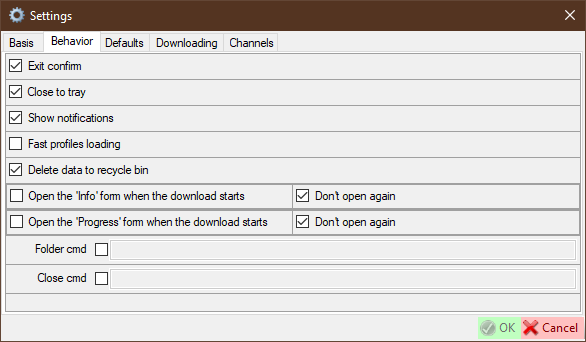 Settings
Basis Behavior Defaults Downloading Channels
Exit confirm
Close to tray
Show notifications
Fast profiles loading
Delete data to recycle bin
Open the 'Info' form when the download starts Don't open again
Open the 'Progress' form when the download starts Don't open again
Folder cmd
Close cmd
OK Cancel